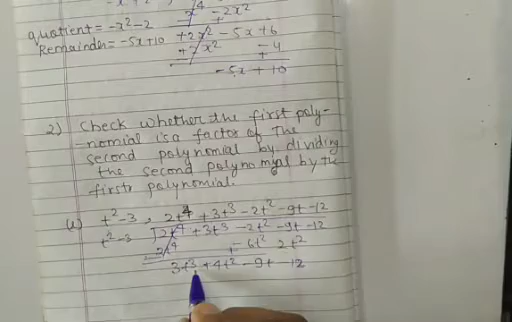 x⁴ - 2x²
quotient = -x² - 2
Remainder = -5x + 10 + 2x² - 5x + 6
+ 2x² - 4
- 5x + 10
2) Check whether the first poly-
-nomial is a factor of The
second polynomial by dividing
the second polynomial by the
first polynomial.
(i) t² - 3, 2t⁴ + 3t³ - 2t² - 9t - 12
t² - 3 2t⁴ + 3t³ - 2t² - 9t - 12 2t²
- 2t⁴ - 6t²
3t³ + 4t² - 9t - 12